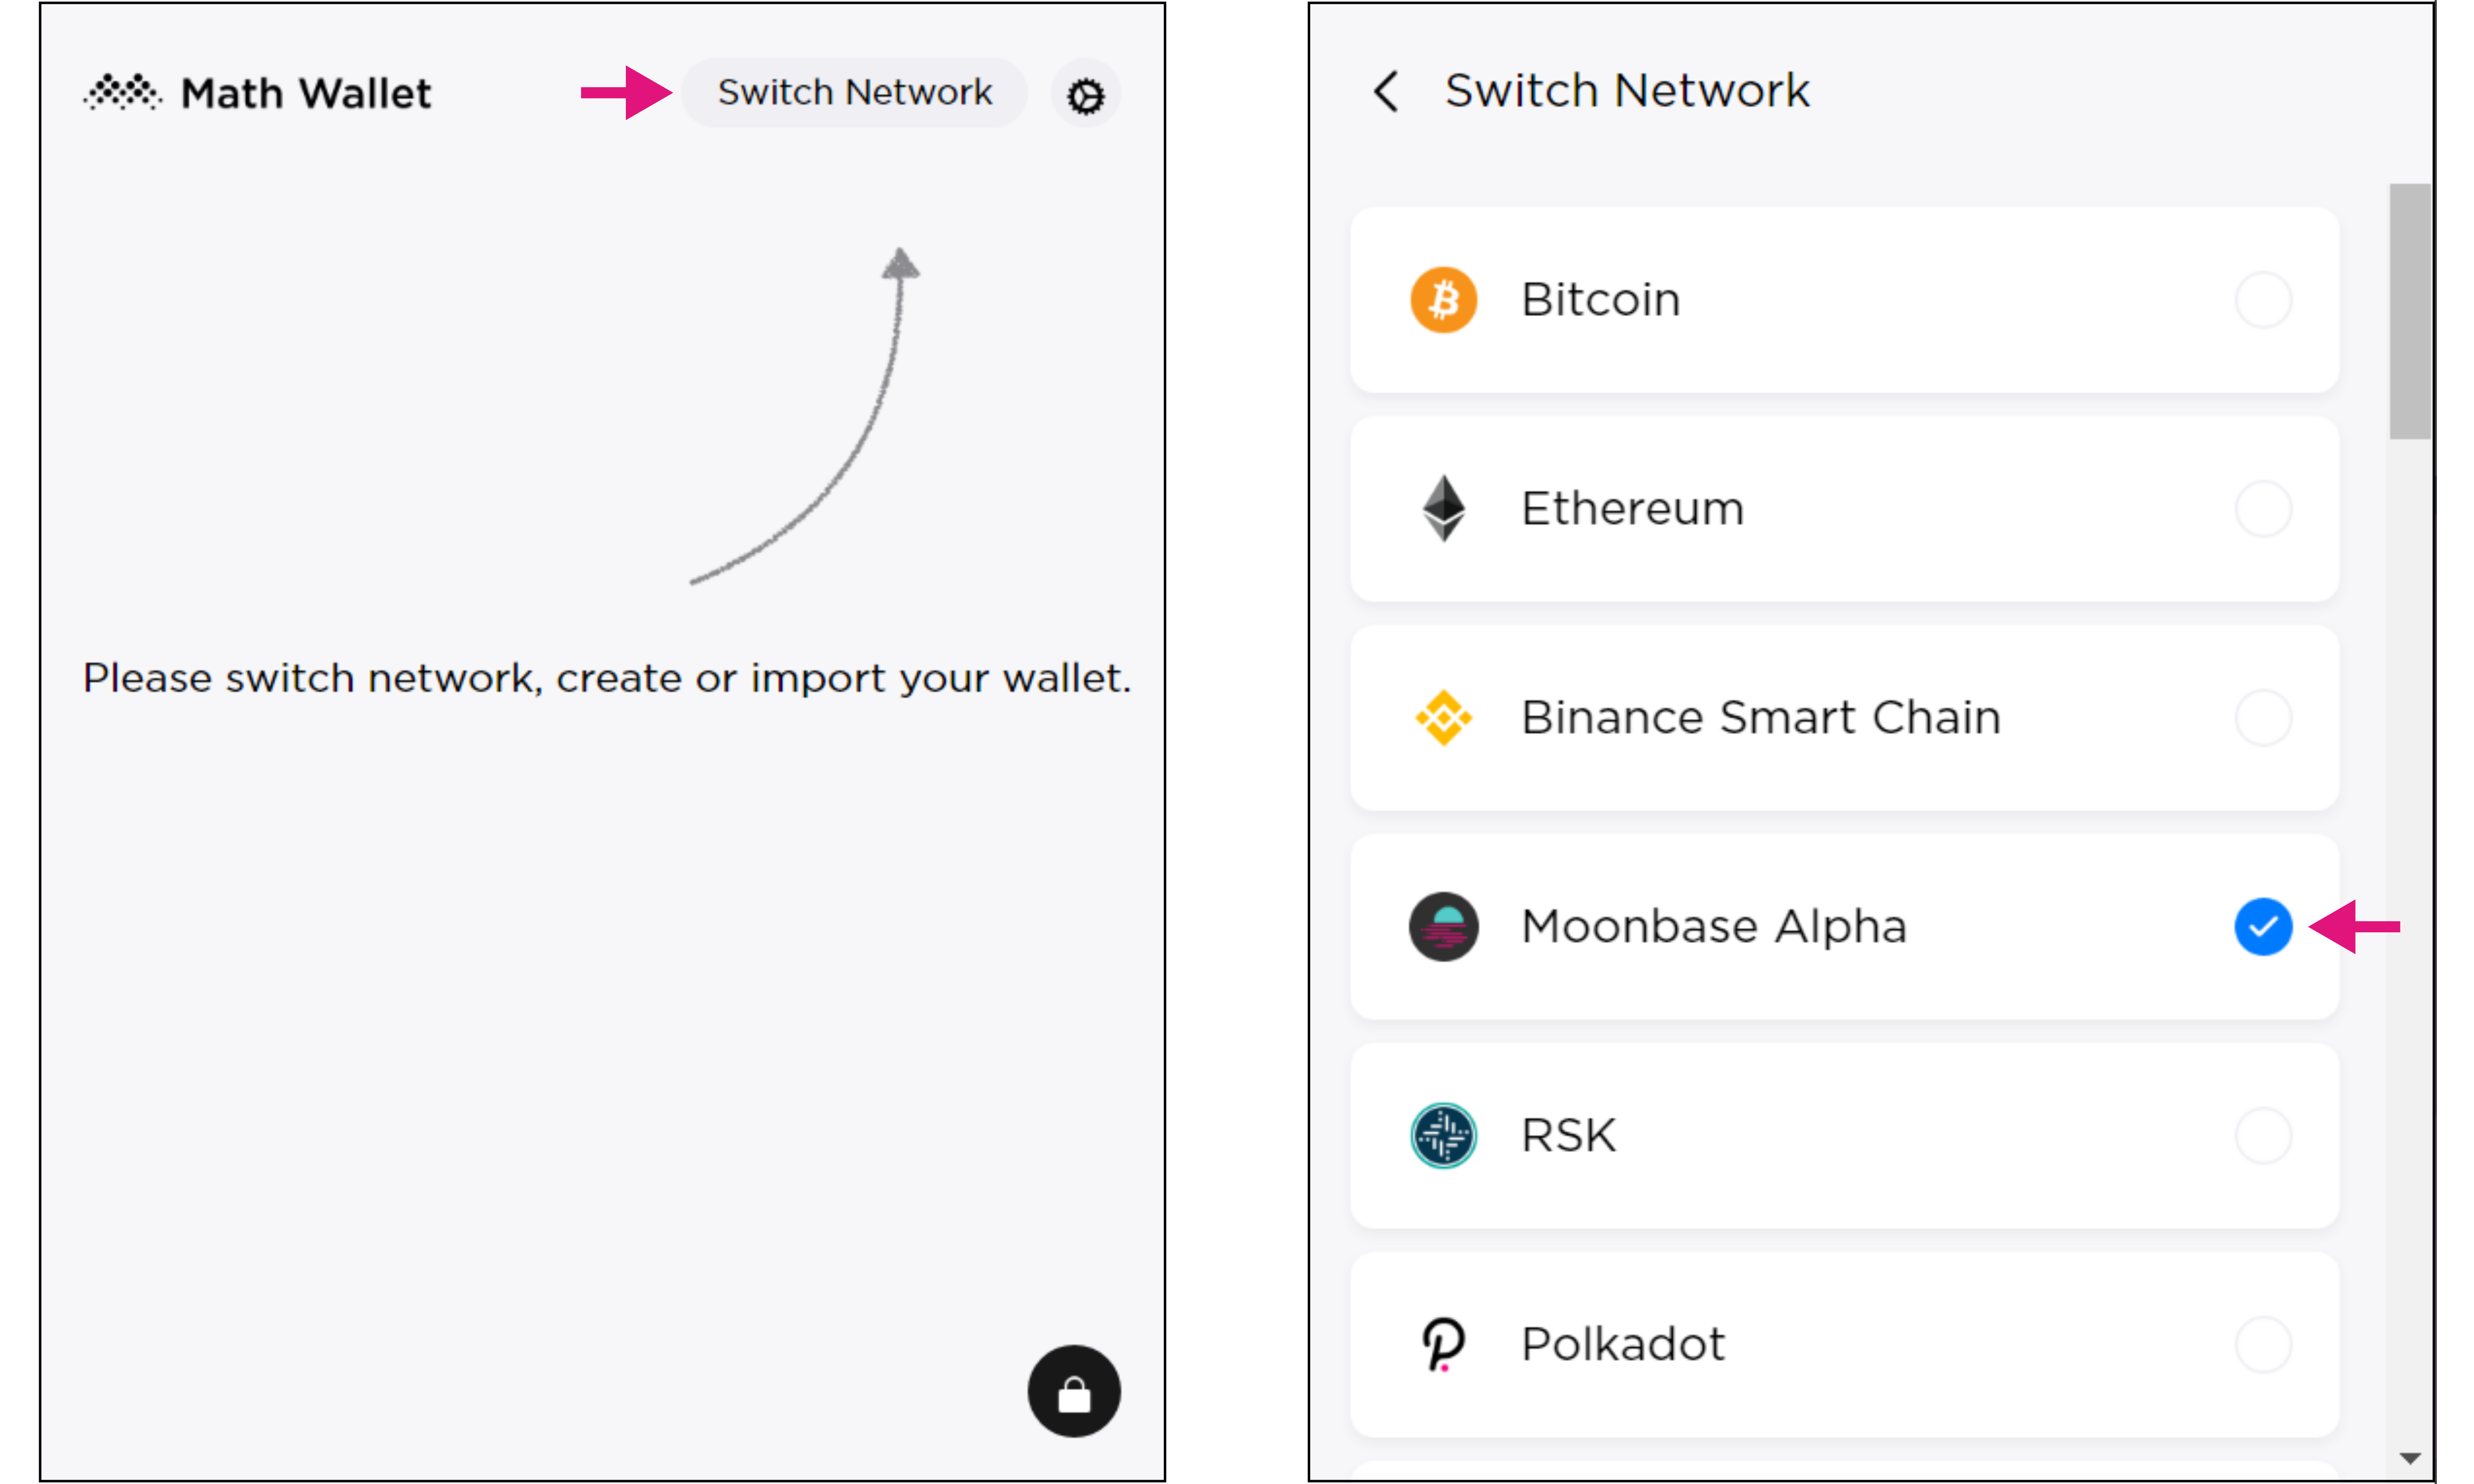 Math Wallet
Switch Network
Please switch network, create or import your wallet.
Switch Network
Bitcoin
Ethereum
Binance Smart Chain
Moonbase Alpha
RSK
Polkadot